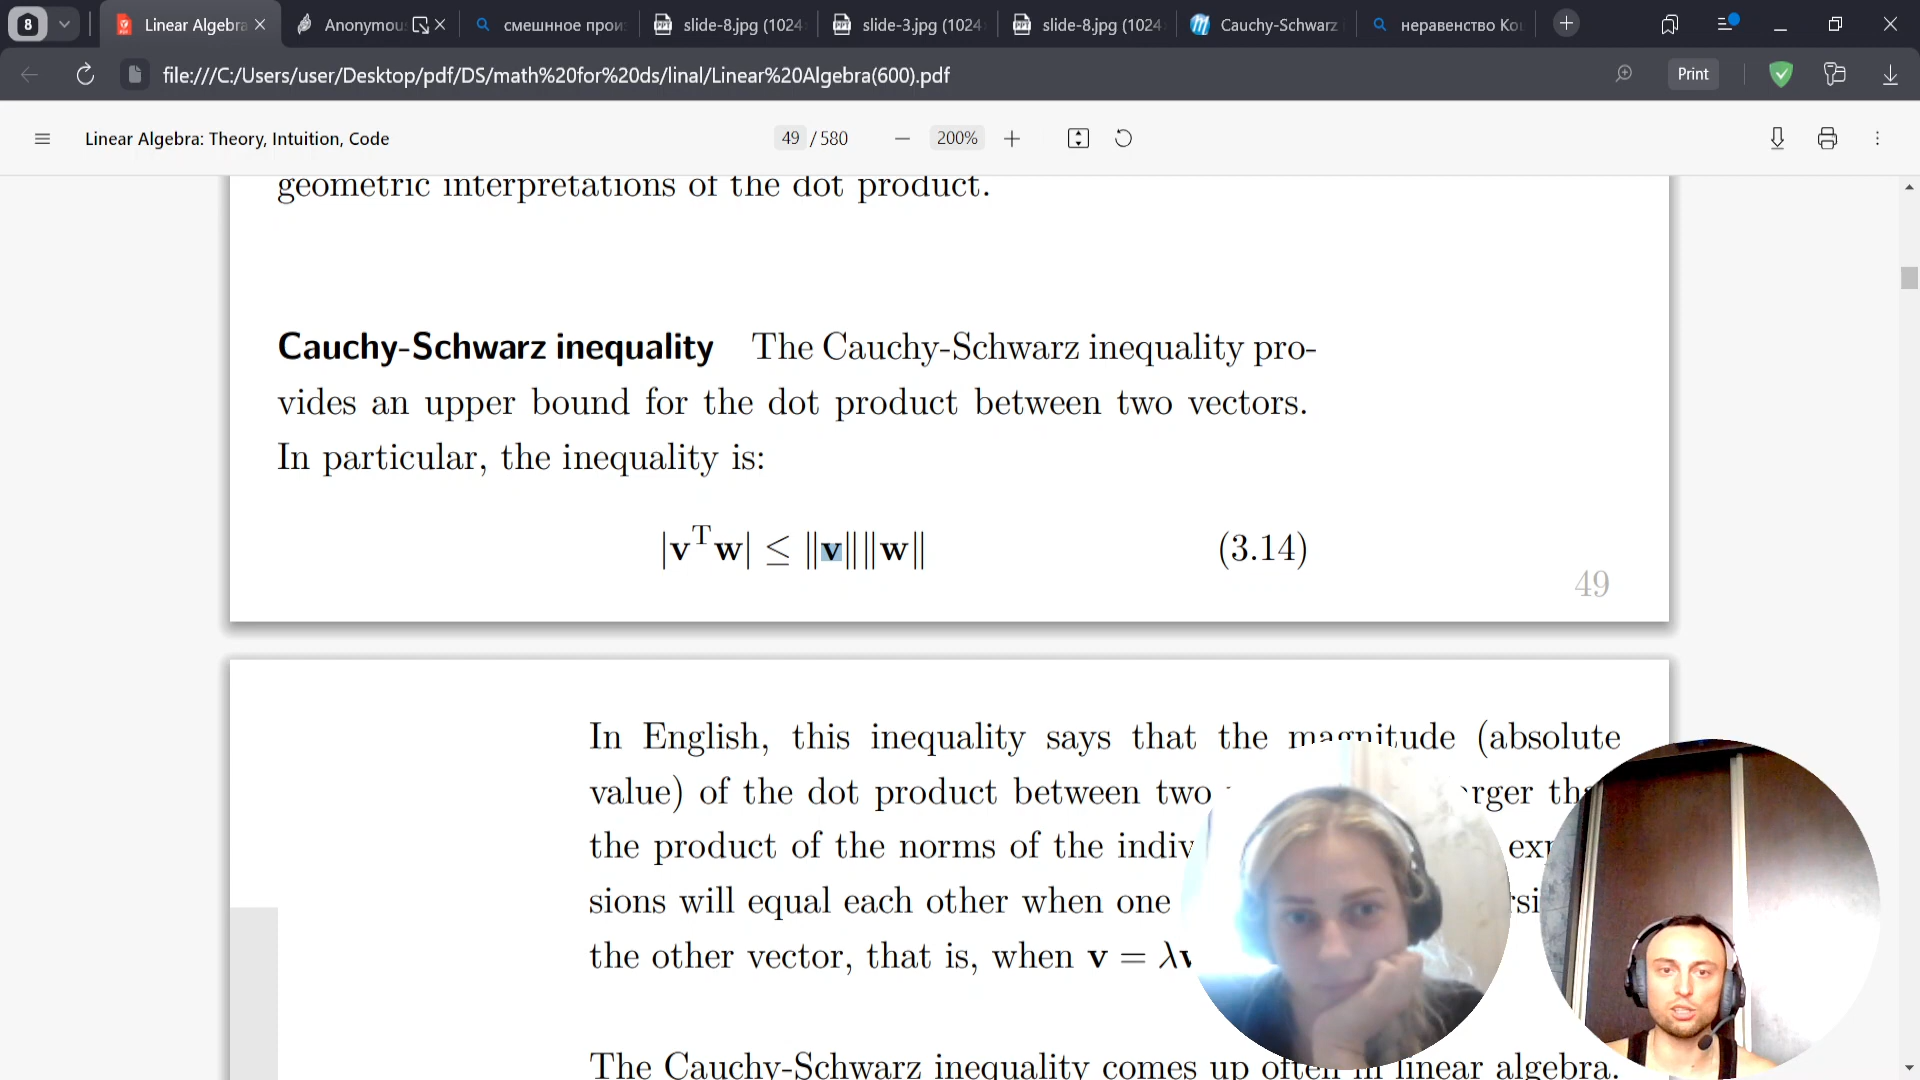 8
Linear Algebra
Anonymou
смешнное прои
slide-8.jpg (1024
slide-3.jpg (1024
slide-8.jpg (1024
Cauchy-Schwarz
неравенство Ко
file:///C:/Users/user/Desktop/pdf/DS/math%20for%20ds/linal/Linear%20Algebra(600).pdf
Print
Linear Algebra: Theory, Intuition, Code
49 / 580
200%
geometric interpretations of the dot product.
Cauchy-Schwarz inequality The Cauchy-Schwarz inequality pro-
vides an upper bound for the dot product between two vectors.
In particular, the inequality is:
|vᵀw| ≤ ‖v‖‖w‖ (3.14)
49
In English, this inequality says that the magnitude (absolute
value) of the dot product between two
the product of the norms of the
sions will equal each other when one
the other vector, that is, when v = λ
The Cauchy-Schwarz inequality comes up often in linear algebra.